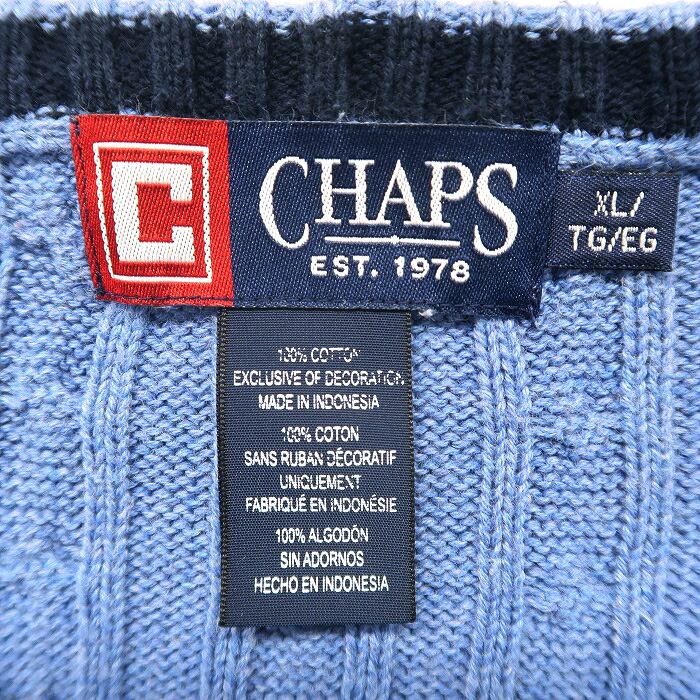 C CHAPS
EST. 1978
XL/
TG/EG
100% COTTON
EXCLUSIVE OF DECORATION
MADE IN INDONESIA
100% COTON
SANS RUBAN DÉCORATIF
UNIQUEMENT
FABRIQUÉ EN INDONÉSIE
100% ALGODÓN
SIN ADORNOS
HECHO EN INDONESIA